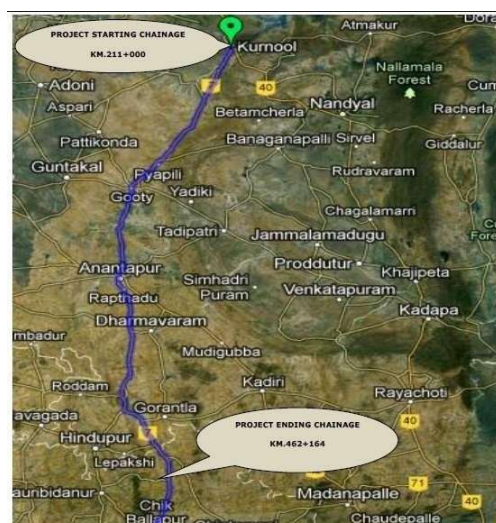 Atmakur
PROJECT STARTING CHAINAGE
KM.211+000
Kurnool
Adoni
7
40
Nallamala
Forest
Aspari
Betamcherla
Nandyal
Racherla
Pattikonda
Banaganapalli
Sirvel
Giddalur
Guntakal
Pyapili
Rudravaram
Gooty
Yadiki
Chagalamarri
Tadipatri
Jammalamadugu
Anantapur
Proddutur
Khajipeta
Simhadri
Puram
Rapthadu
Venkatapuram
Kadapa
Dharmavaram
Mudigubba
Roddam
Kadiri
Rayachoti
Gorantla
40
PROJECT ENDING CHAINAGE
KM.462+164
Hindupur
Lepakshi
71
40
Madanapalle
Chik
Ballapur
Chaudepalle